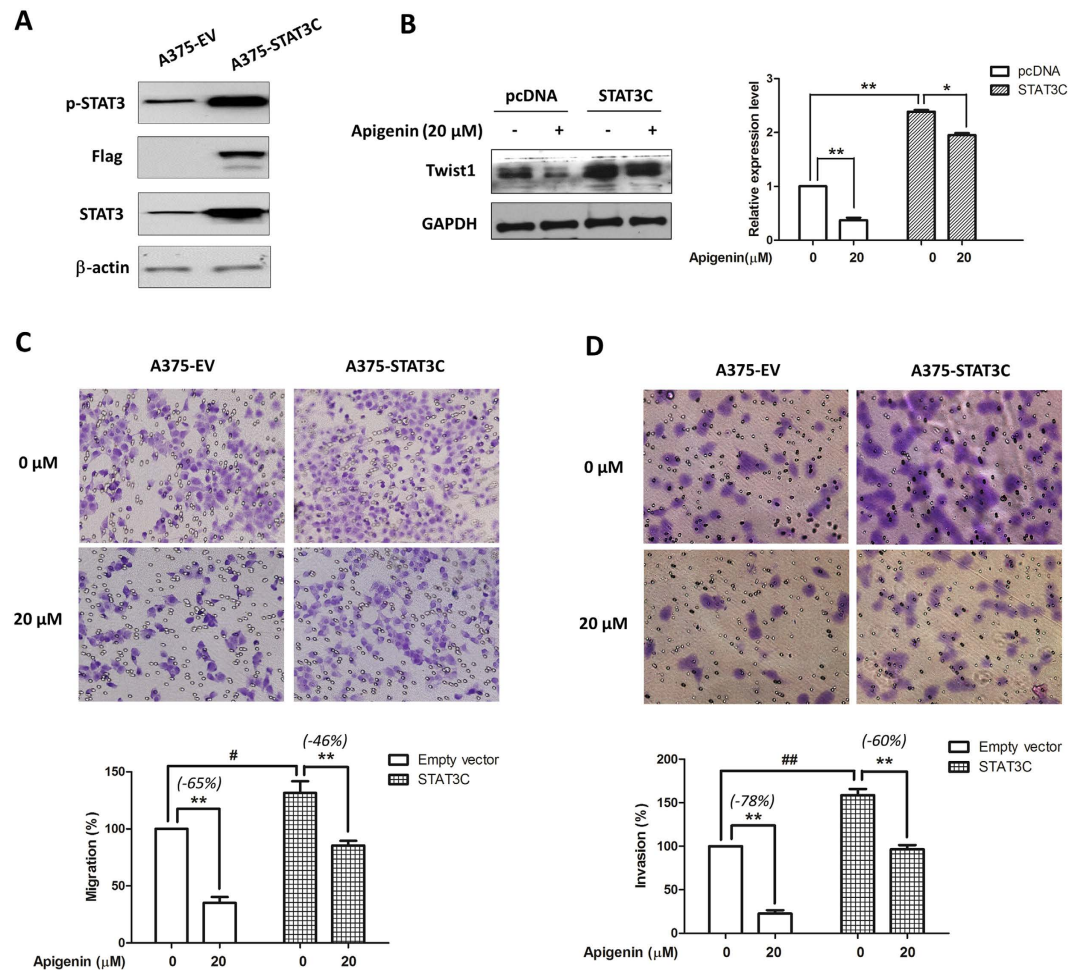 A
A375-EV
A375-STAT3C
p-STAT3
Flag
STAT3
β-actin
B
pcDNA STAT3C
Apigenin (20 μM) - + - +
Twist1
GAPDH
Relative expression level
3
2
1
0
** *
**
pcDNA
STAT3C
0 20 0 20
Apigenin(μM)
C
A375-EV A375-STAT3C
0 μM
20 μM
Migration (%)
150
100
50
0
(-46%)
# **
(-65%)
**
Empty vector
STAT3C
Apigenin (μM) 0 20 0 20
D
A375-EV A375-STAT3C
0 μM
20 μM
Invasion (%)
200
150
100
50
0
(-60%)
## **
(-78%)
**
Empty vector
STAT3C
Apigenin (μM) 0 20 0 20